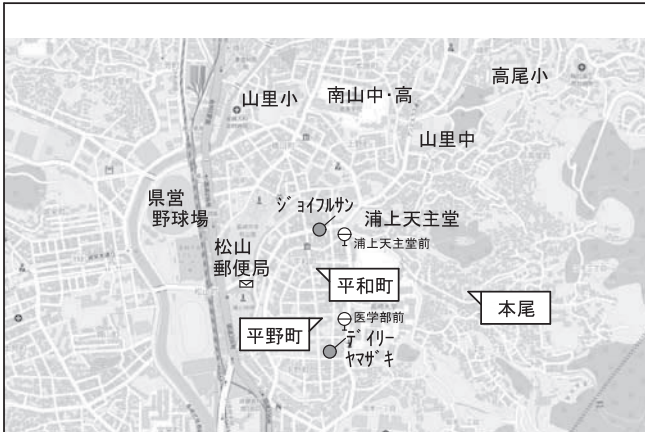 高尾小
山里小
南山中･高
山里中
県営
野球場
ｼﾞｮｲﾌﾙｻﾝ
浦上天主堂
浦上天主堂前
松山
郵便局
平和町
本尾
医学部前
平野町
ﾃﾞｲﾘｰ
ﾔﾏｻﾞｷ